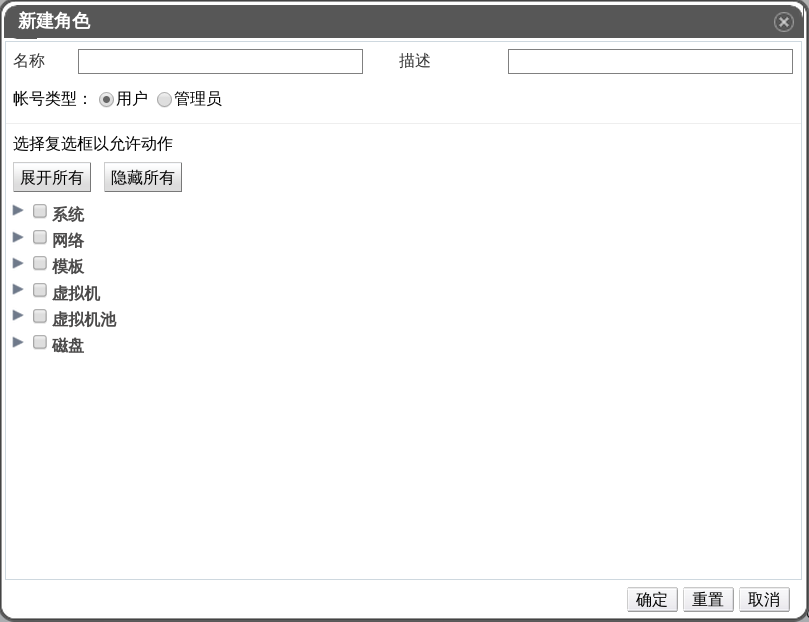 新建角色
名称 描述
帐号类型： 用户 管理员
选择复选框以允许动作
展开所有 隐藏所有
系统
网络
模板
虚拟机
虚拟机池
磁盘
确定 重置 取消